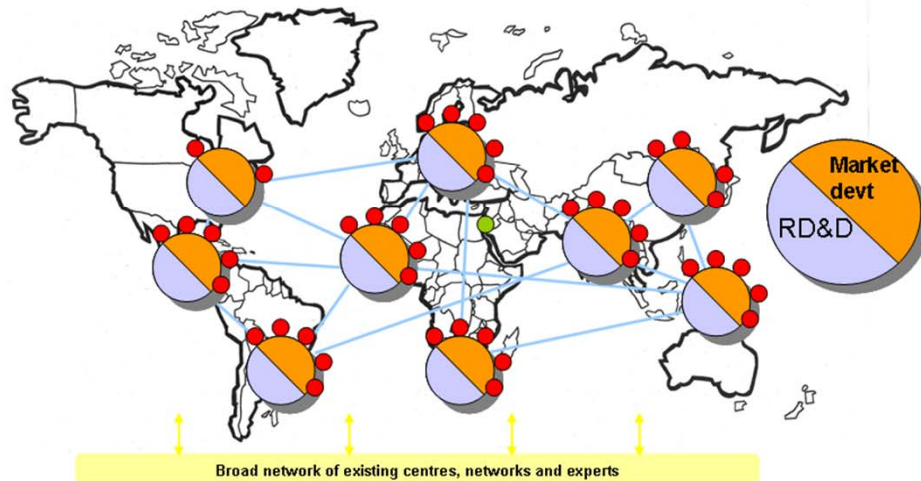 Market
devt
RD&D
Broad network of existing centres, networks and experts